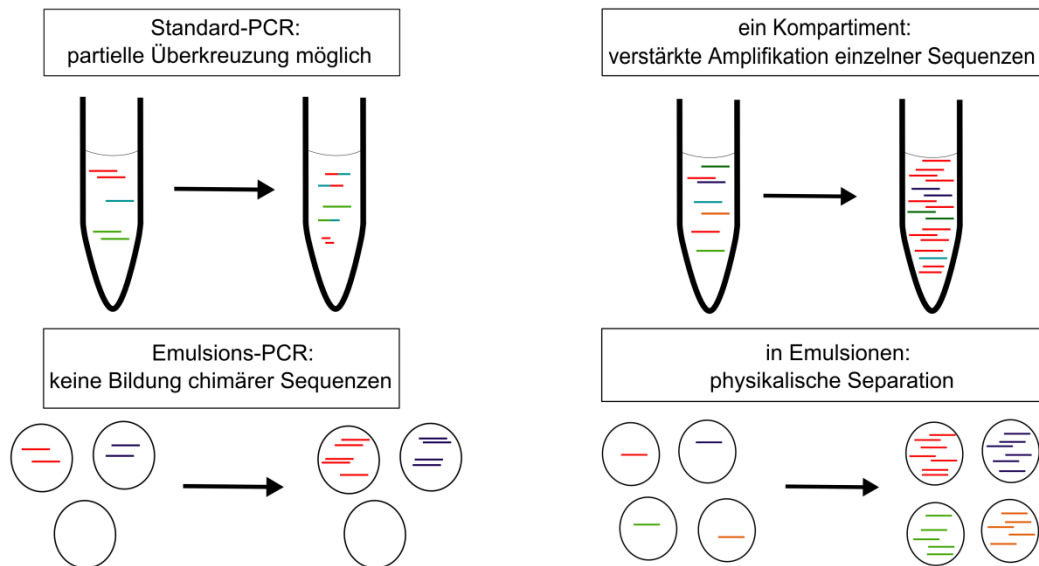 Standard-PCR:
partielle Überkreuzung möglich
ein Kompartiment:
verstärkte Amplifikation einzelner Sequenzen
Emulsions-PCR:
keine Bildung chimärer Sequenzen
in Emulsionen:
physikalische Separation